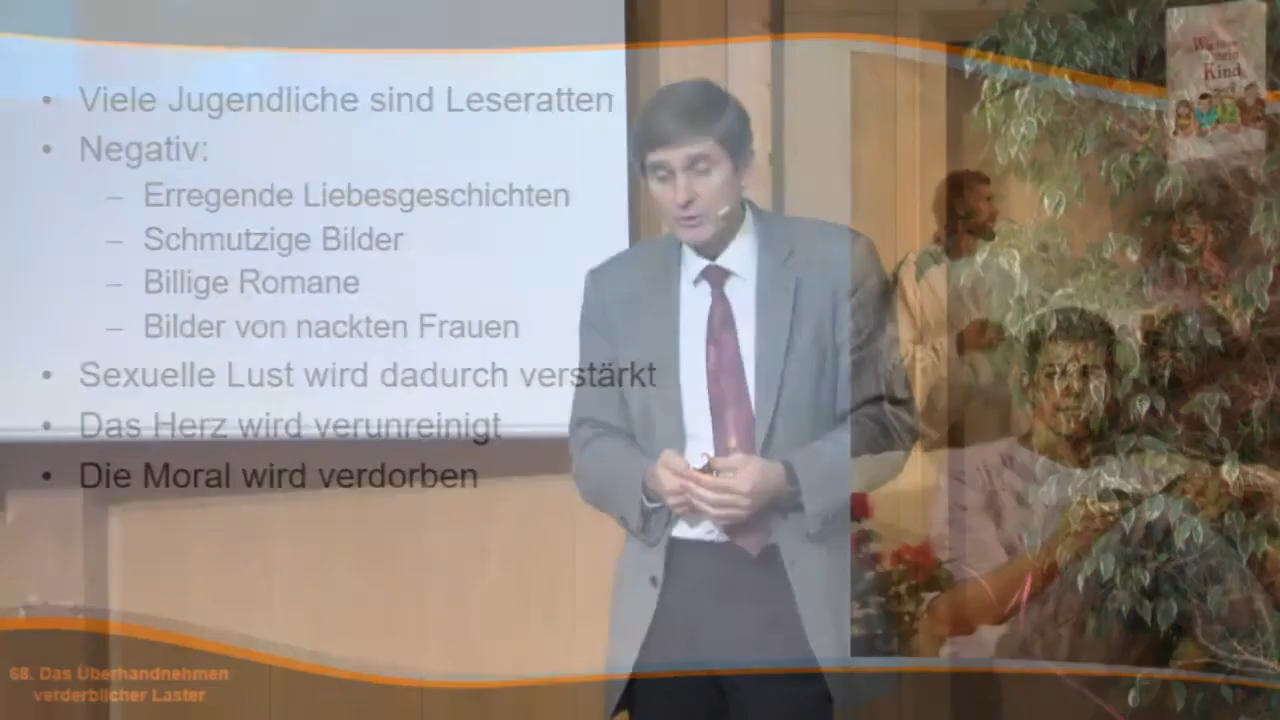 • Viele Jugendliche sind Leseratten
• Negativ:
– Erregende Liebesgeschichten
– Schmutzige Bilder
– Billige Romane
– Bilder von nackten Frauen
• Sexuelle Lust wird dadurch verstärkt
• Das Herz wird verunreinigt
• Die Moral wird verdorben
68. Das Überhandnehmen
verderblicher Laster
Kind